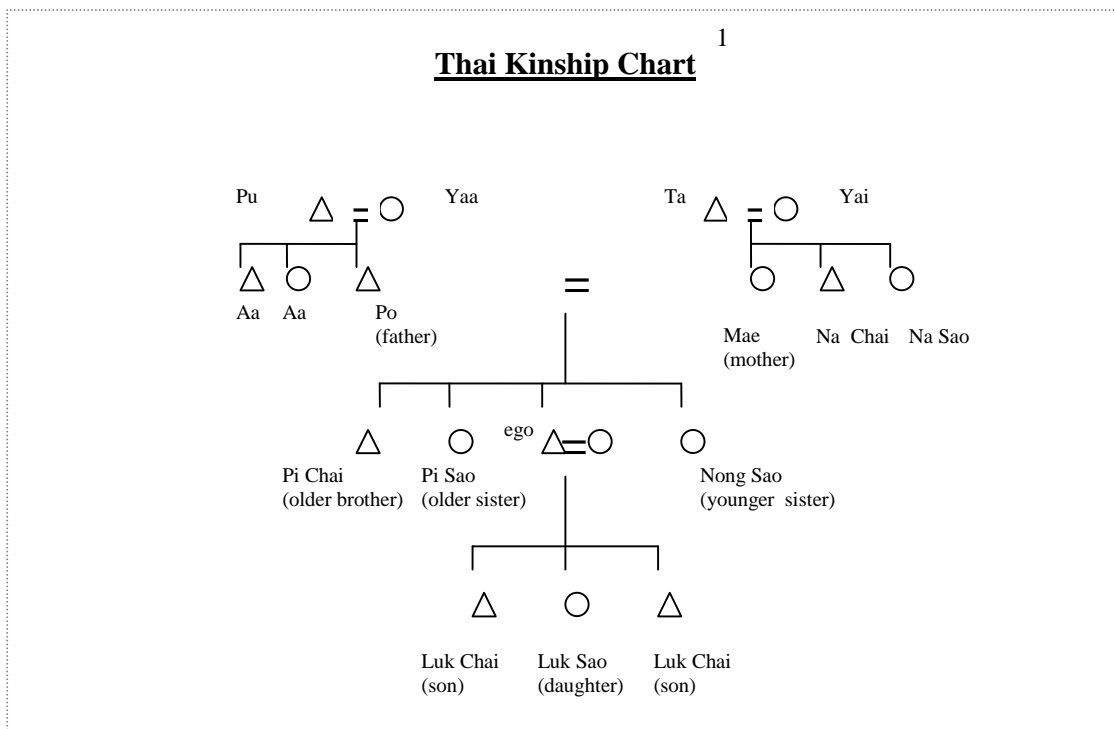 1
Thai Kinship Chart
Pu Yaa Ta Yai
Aa Aa Po
(father)
Mae Na Chai Na Sao
(mother)
ego
Pi Chai Pi Sao Nong Sao
(older brother) (older sister) (younger sister)
Luk Chai Luk Sao Luk Chai
(son) (daughter) (son)